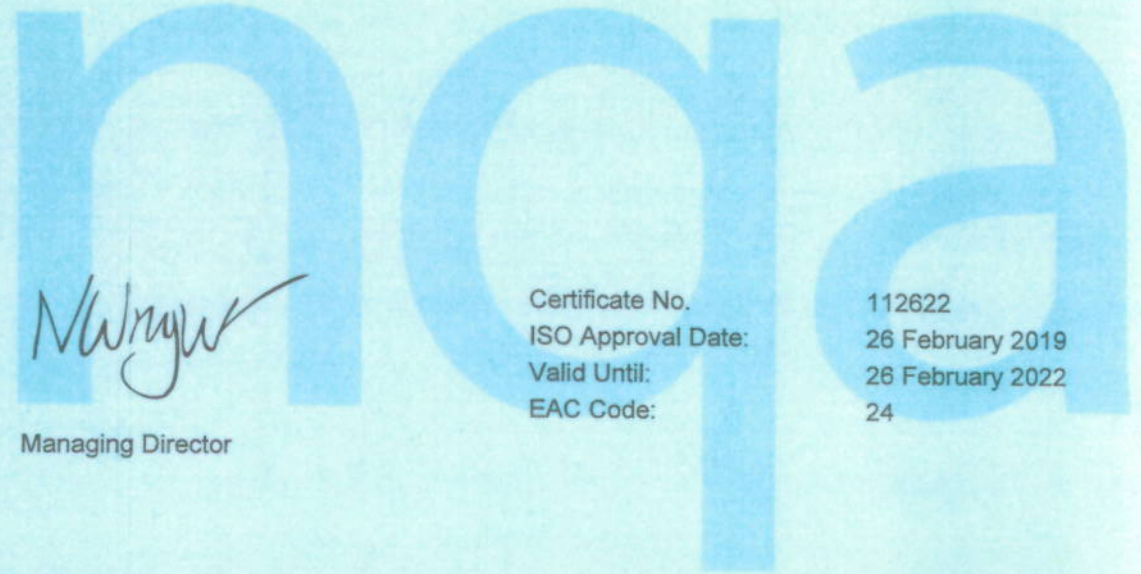 nqa
Certificate No. 112622
ISO Approval Date: 26 February 2019
Valid Until: 26 February 2022
EAC Code: 24
Managing Director